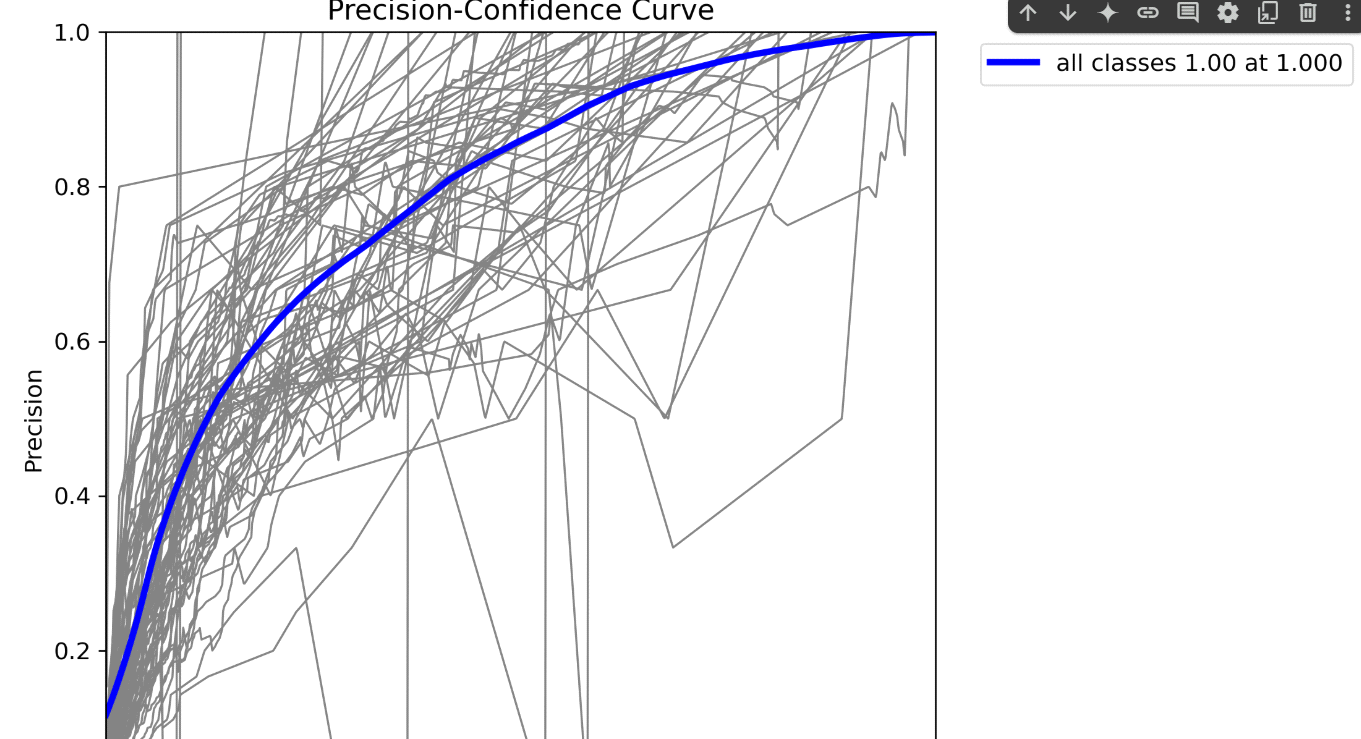 Precision-Confidence Curve
all classes 1.00 at 1.000
1.0
0.8
0.6
0.4
0.2
Precision